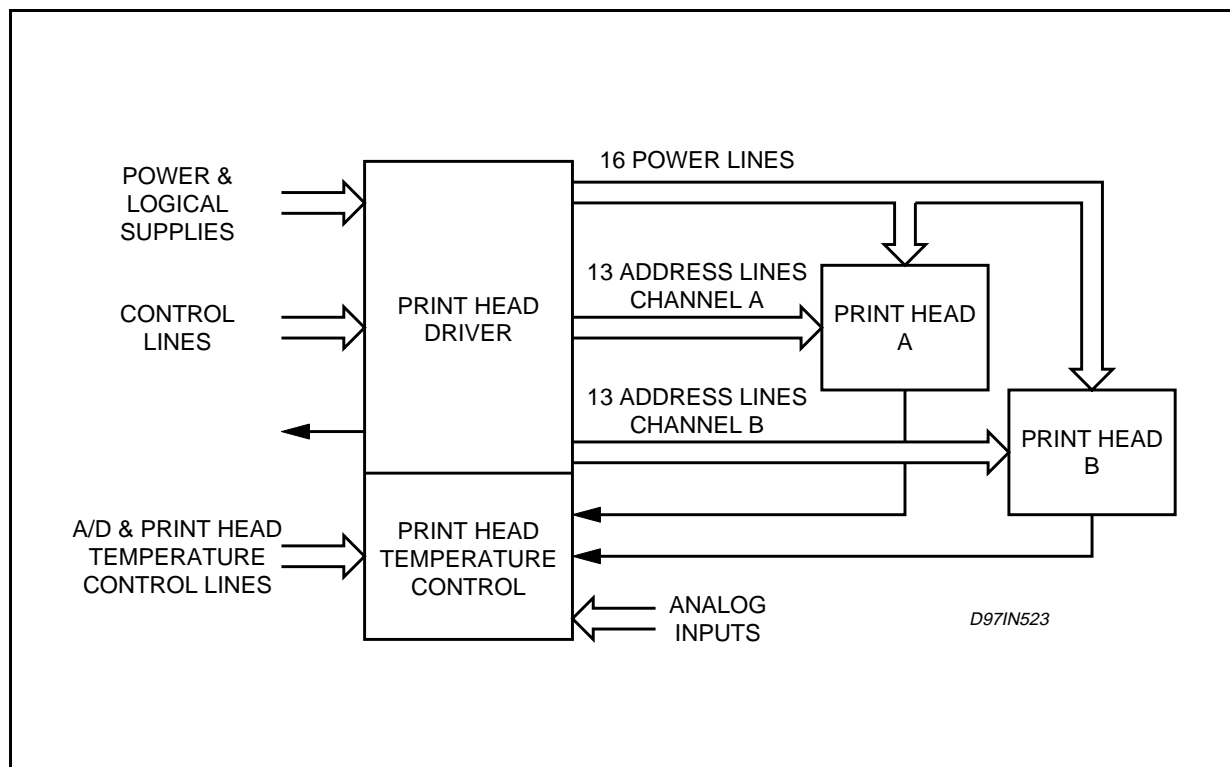 POWER &
LOGICAL
SUPPLIES
16 POWER LINES
CONTROL
LINES
PRINT HEAD
DRIVER
13 ADDRESS LINES
CHANNEL A
PRINT HEAD
A
13 ADDRESS LINES
CHANNEL B
PRINT HEAD
B
A/D & PRINT HEAD
TEMPERATURE
CONTROL LINES
PRINT HEAD
TEMPERATURE
CONTROL
ANALOG
INPUTS
D97IN523